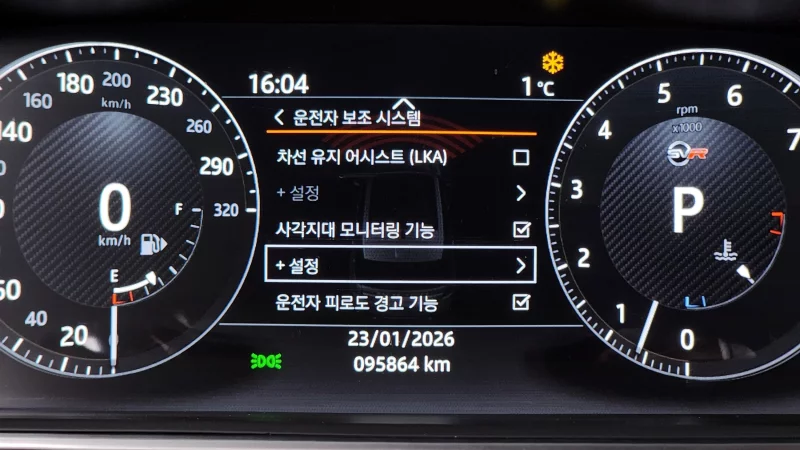 16:04
1 ℃
운전자 보조 시스템
차선 유지 어시스트 (LKA)
+ 설정
사각지대 모니터링 기능
+ 설정
운전자 피로도 경고 기능
23/01/2026
095864 km
20
40
60
140
160
180
200
230
260
290
320
km/h
0
km/h
F
E
0
1
2
3
4
5
6
7
rpm
x1000
SVR
P